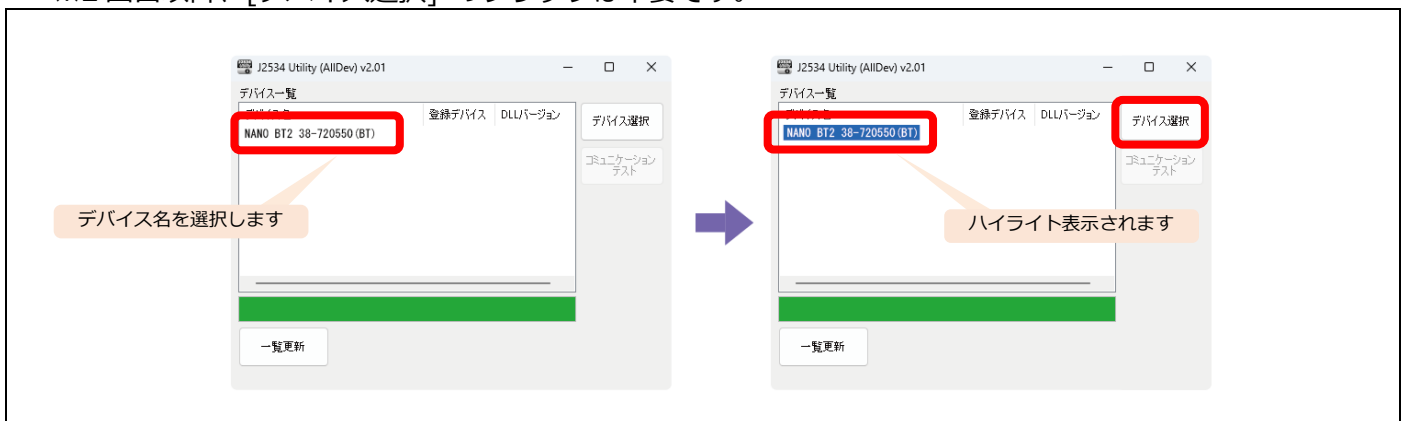 J2534 Utility (AllDev) v2.01
デバイス一覧
登録デバイス DLLバージョン
NANO BT2 38-720550(BT)
デバイス選択
コミュニケーション
テスト
デバイス名を選択します
一覧更新
J2534 Utility (AllDev) v2.01
デバイス一覧
登録デバイス DLLバージョン
NANO BT2 38-720550(BT)
デバイス選択
コミュニケーション
テスト
ハイライト表示されます
一覧更新